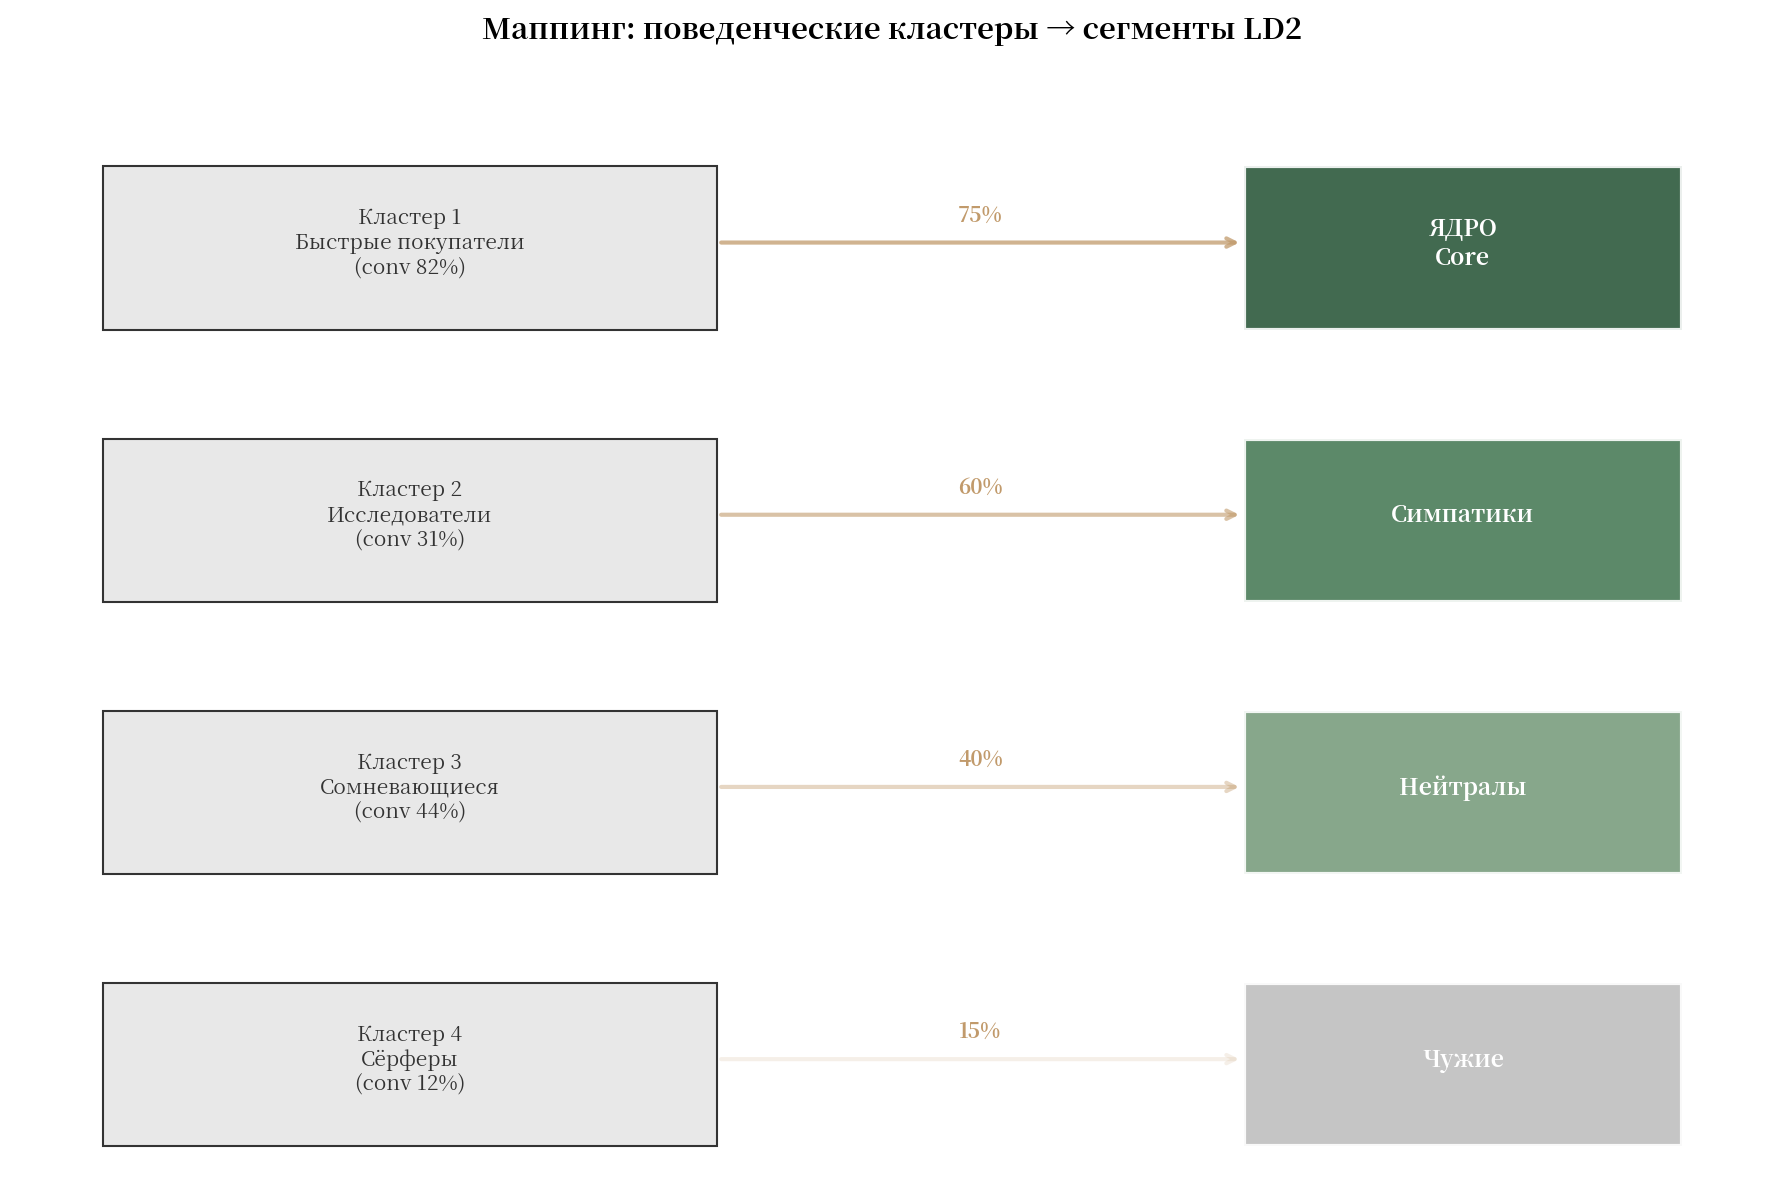 Маппинг: поведенческие кластеры → сегменты LD2
Кластер 1
Быстрые покупатели
(conv 82%)
75%
ЯДРО
Core
Кластер 2
Исследователи
(conv 31%)
60%
Симпатики
Кластер 3
Сомневающиеся
(conv 44%)
40%
Нейтралы
Кластер 4
Сёрферы
(conv 12%)
15%
Чужие